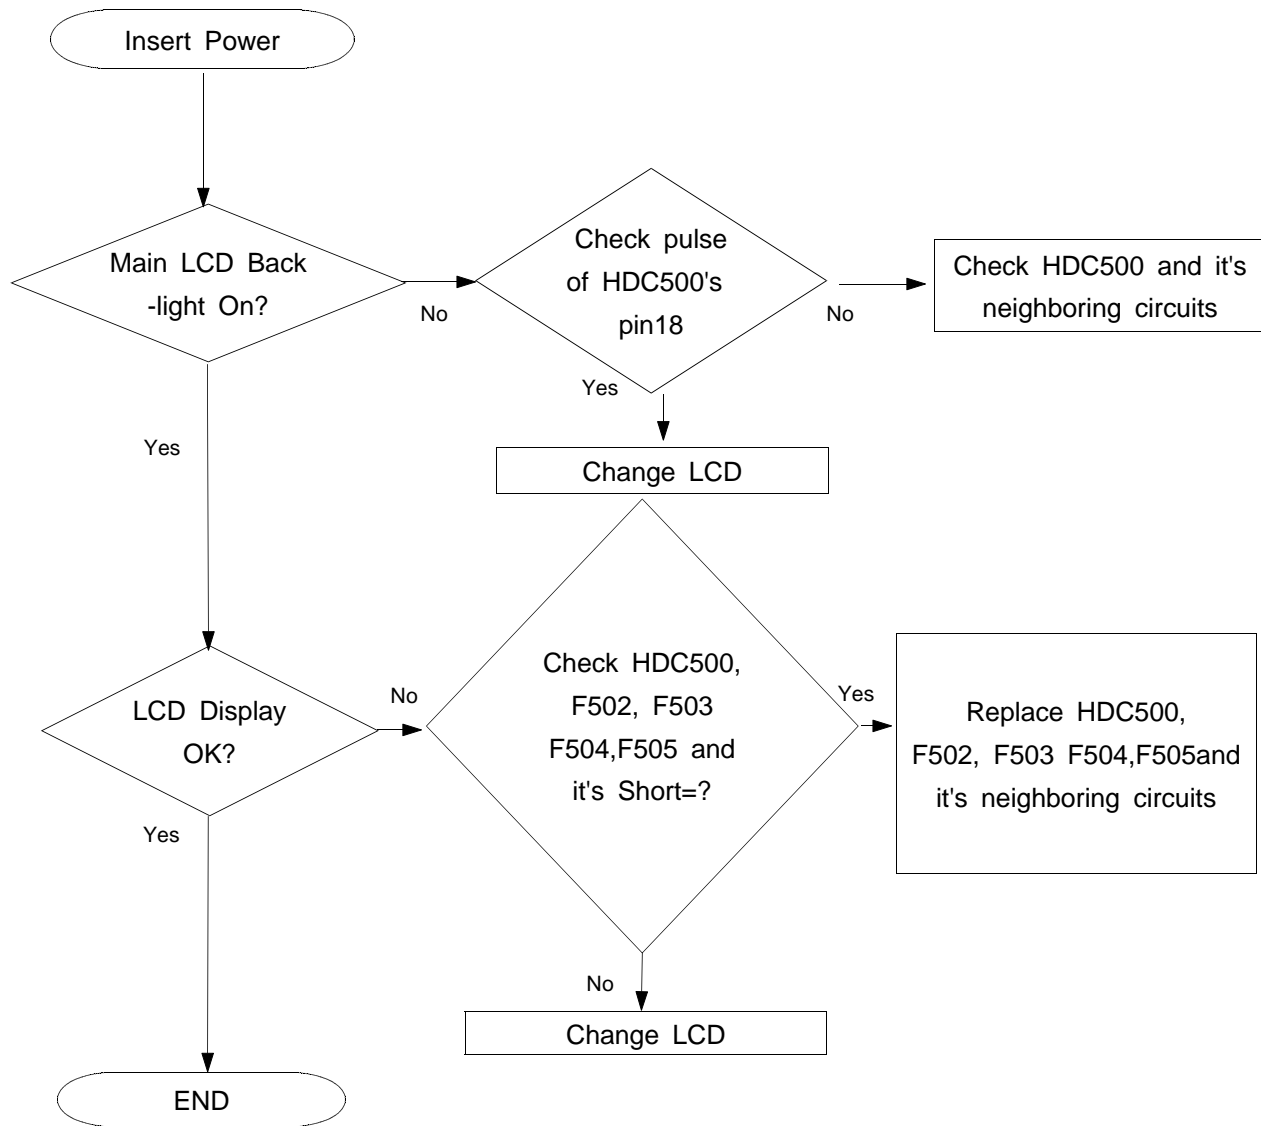 Insert Power
Main LCD Back
-light On?
No
Check pulse
of HDC500's
pin18
No
Check HDC500 and it's
neighboring circuits
Yes
Change LCD
Yes
LCD Display
OK?
No
Check HDC500,
F502, F503
F504,F505 and
it's Short=?
Yes
Replace HDC500,
F502, F503 F504,F505and
it's neighboring circuits
Yes
No
Change LCD
END